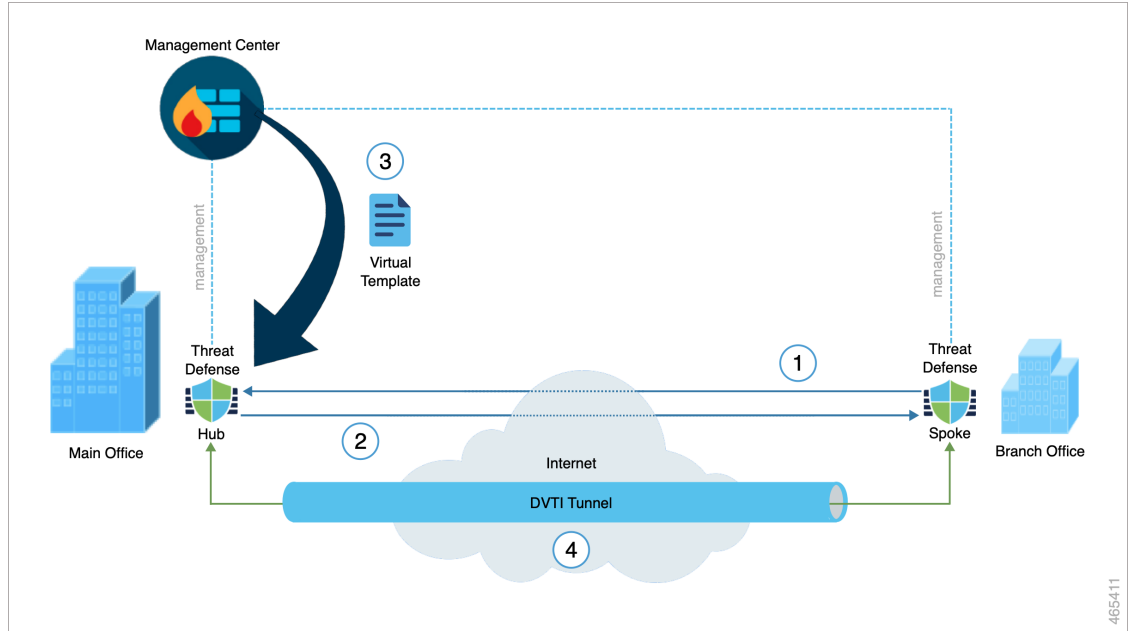 Management Center
3
management
Virtual
Template
management
Threat
Defense
1
Threat
Defense
Hub
2
Spoke
Main Office
Branch Office
Internet
DVTI Tunnel
4
465411